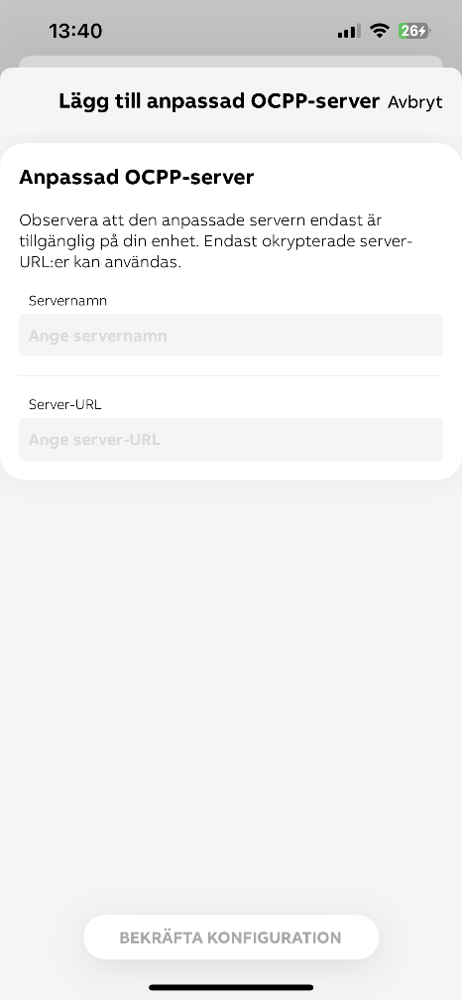 13:40
26
Lägg till anpassad OCPP-server
Avbryt
Anpassad OCPP-server
Observera att den anpassade servern endast är
tillgänglig på din enhet. Endast okrypterade server-
URL:er kan användas.
Servernamn
Ange servernamn
Server-URL
Ange server-URL
BEKRÄFTA KONFIGURATION